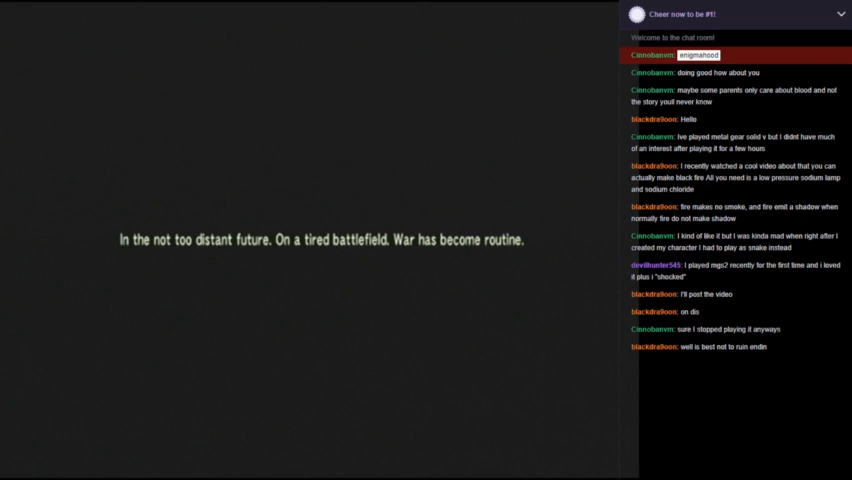 In the not too distant future. On a tired battlefield. War has become routine.
Cheer now to be #1!
Welcome to the chat room!
Cinnobanvm: enigmahood
Cinnobanvm: doing good how about you
Cinnobanvm: maybe some parents only care about blood and not
the story youll never know
blackdra9oon: Hello
Cinnobanvm: Ive played metal gear solid v but I didnt have much
of an interest after playing it for a few hours
blackdra9oon: I recently watched a cool video about that you can
actually make black fire All you need is a low pressure sodium lamp
and sodium chloride
blackdra9oon: fire makes no smoke, and fire emit a shadow when
normally fire do not make shadow
Cinnobanvm: I kind of like it but I was kinda mad when right after I
created my character I had to play as snake instead
devilhunter545: I played mgs2 recently for the first time and i loved
it plus i "shocked"
blackdra9oon: I'll post the video
blackdra9oon: on dis
Cinnobanvm: sure I stopped playing it anyways
blackdra9oon: well is best not to ruin endin